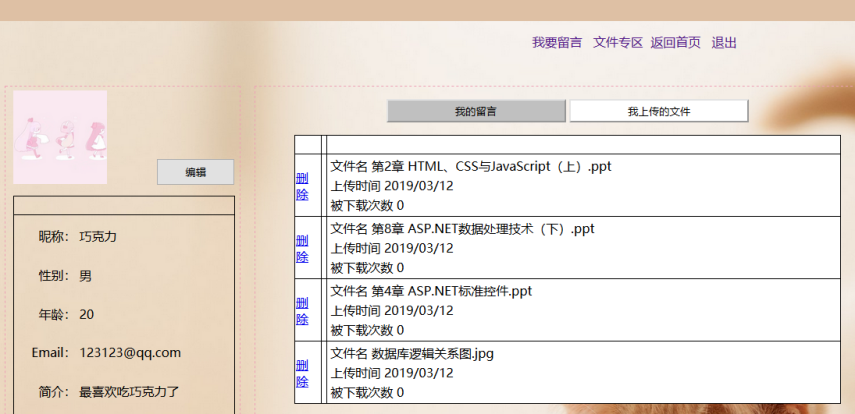 我要留言 文件专区 返回首页 退出
编辑
昵称： 巧克力
性别： 男
年龄： 20
Email： 123123@qq.com
简介： 最喜欢吃巧克力了
我的留言 我上传的文件
删除
文件名 第2章 HTML、CSS与JavaScript（上）.ppt
上传时间 2019/03/12
被下载次数 0
删除
文件名 第8章 ASP.NET数据处理技术（下）.ppt
上传时间 2019/03/12
被下载次数 0
删除
文件名 第4章 ASP.NET标准控件.ppt
上传时间 2019/03/12
被下载次数 0
删除
文件名 数据库逻辑关系图.jpg
上传时间 2019/03/12
被下载次数 0